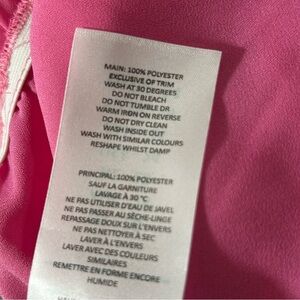 MAIN: 100% POLYESTER
EXCLUSIVE OF TRIM
WASH AT 30 DEGREES
DO NOT BLEACH
DO NOT TUMBLE DR
WARM IRON ON REVERSE
DO NOT DRY CLEAN
WASH INSIDE OUT
WASH WITH SIMILAR COLOURS
RESHAPE WHILST DAMP
PRINCIPAL: 100% POLYESTER
SAUF LA GARNITURE
LAVAGE À 30 °C
NE PAS UTILISER D'EAU DE JAVEL
NE PAS PASSER AU SÈCHE-LINGE
REPASSAGE DOUX SUR L'ENVERS
NE PAS NETTOYER À SEC
LAVER À L'ENVERS
LAVER AVEC DES COULEURS
SIMILAIRES
REMETTRE EN FORME ENCORE
HUMIDE